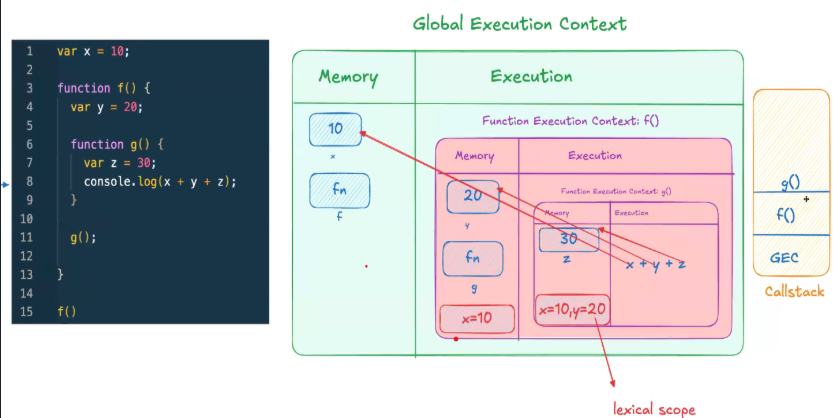 Global Execution Context
1 var x = 10;
2
3 function f() {
4 var y = 20;
5
6 function g() {
7 var z = 30;
8 console.log(x + y + z);
9 }
10
11 g();
12
13 }
14
15 f()
Memory
Execution
10
x
fn
f
Function Execution Context: f()
Memory
Execution
20
y
fn
g
x=10
Function Execution Context: g()
Memory
Execution
30
z
x + y + z
x=10,y=20
lexical scope
g()
f()
GEC
Callstack